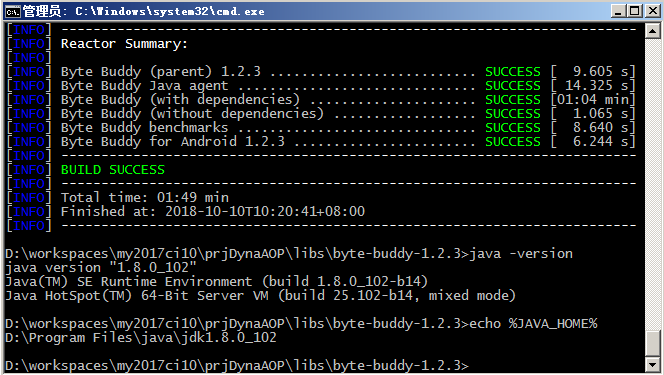 管理员: C:\Windows\system32\cmd.exe
[INFO] ------------------------------------------------------------------------
[INFO] Reactor Summary:
[INFO]
[INFO] Byte Buddy (parent) 1.2.3 .......................... SUCCESS [  9.605 s]
[INFO] Byte Buddy Java agent .............................. SUCCESS [ 14.325 s]
[INFO] Byte Buddy (with dependencies) ..................... SUCCESS [01:04 min]
[INFO] Byte Buddy (without dependencies) .................. SUCCESS [  1.065 s]
[INFO] Byte Buddy benchmarks .............................. SUCCESS [  8.640 s]
[INFO] Byte Buddy for Android 1.2.3 ....................... SUCCESS [  6.244 s]
[INFO] ------------------------------------------------------------------------
[INFO] BUILD SUCCESS
[INFO] ------------------------------------------------------------------------
[INFO] Total time: 01:49 min
[INFO] Finished at: 2018-10-10T10:20:41+08:00
[INFO] ------------------------------------------------------------------------
D:\workspaces\my2017ci10\prjDynaAOP\libs\byte-buddy-1.2.3>java -version
java version "1.8.0_102"
Java(TM) SE Runtime Environment (build 1.8.0_102-b14)
Java HotSpot(TM) 64-Bit Server VM (build 25.102-b14, mixed mode)
D:\workspaces\my2017ci10\prjDynaAOP\libs\byte-buddy-1.2.3>echo %JAVA_HOME%
D:\Program Files\java\jdk1.8.0_102
D:\workspaces\my2017ci10\prjDynaAOP\libs\byte-buddy-1.2.3>